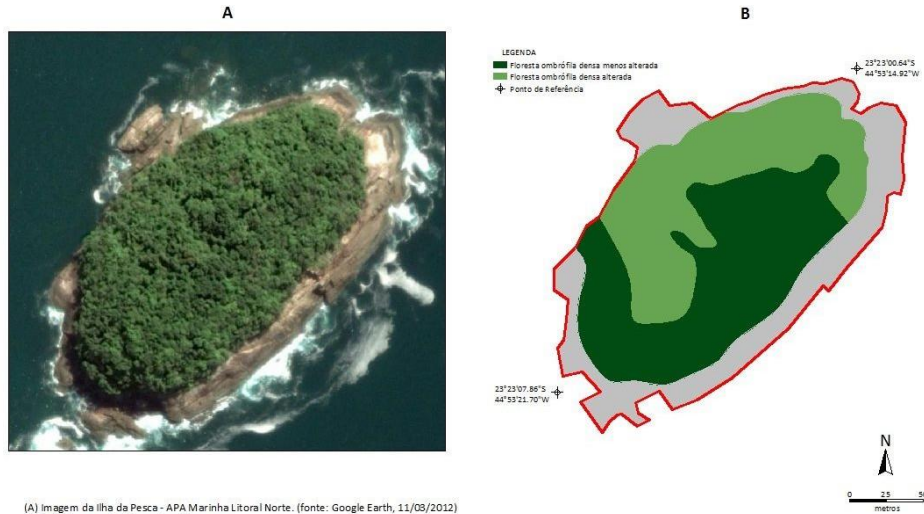 A
B
LEGENDA
Floresta ombrófila densa menos alterada
Floresta ombrófila densa alterada
Ponto de Referência
23°23'00.64"S
44°53'14.92"W
23°23'07.86"S
44°53'21.70"W
N
0 25 50
metros
(A) Imagem da Ilha da Pesca - APA Marinha Litoral Norte. (fonte: Google Earth, 11/03/2012)